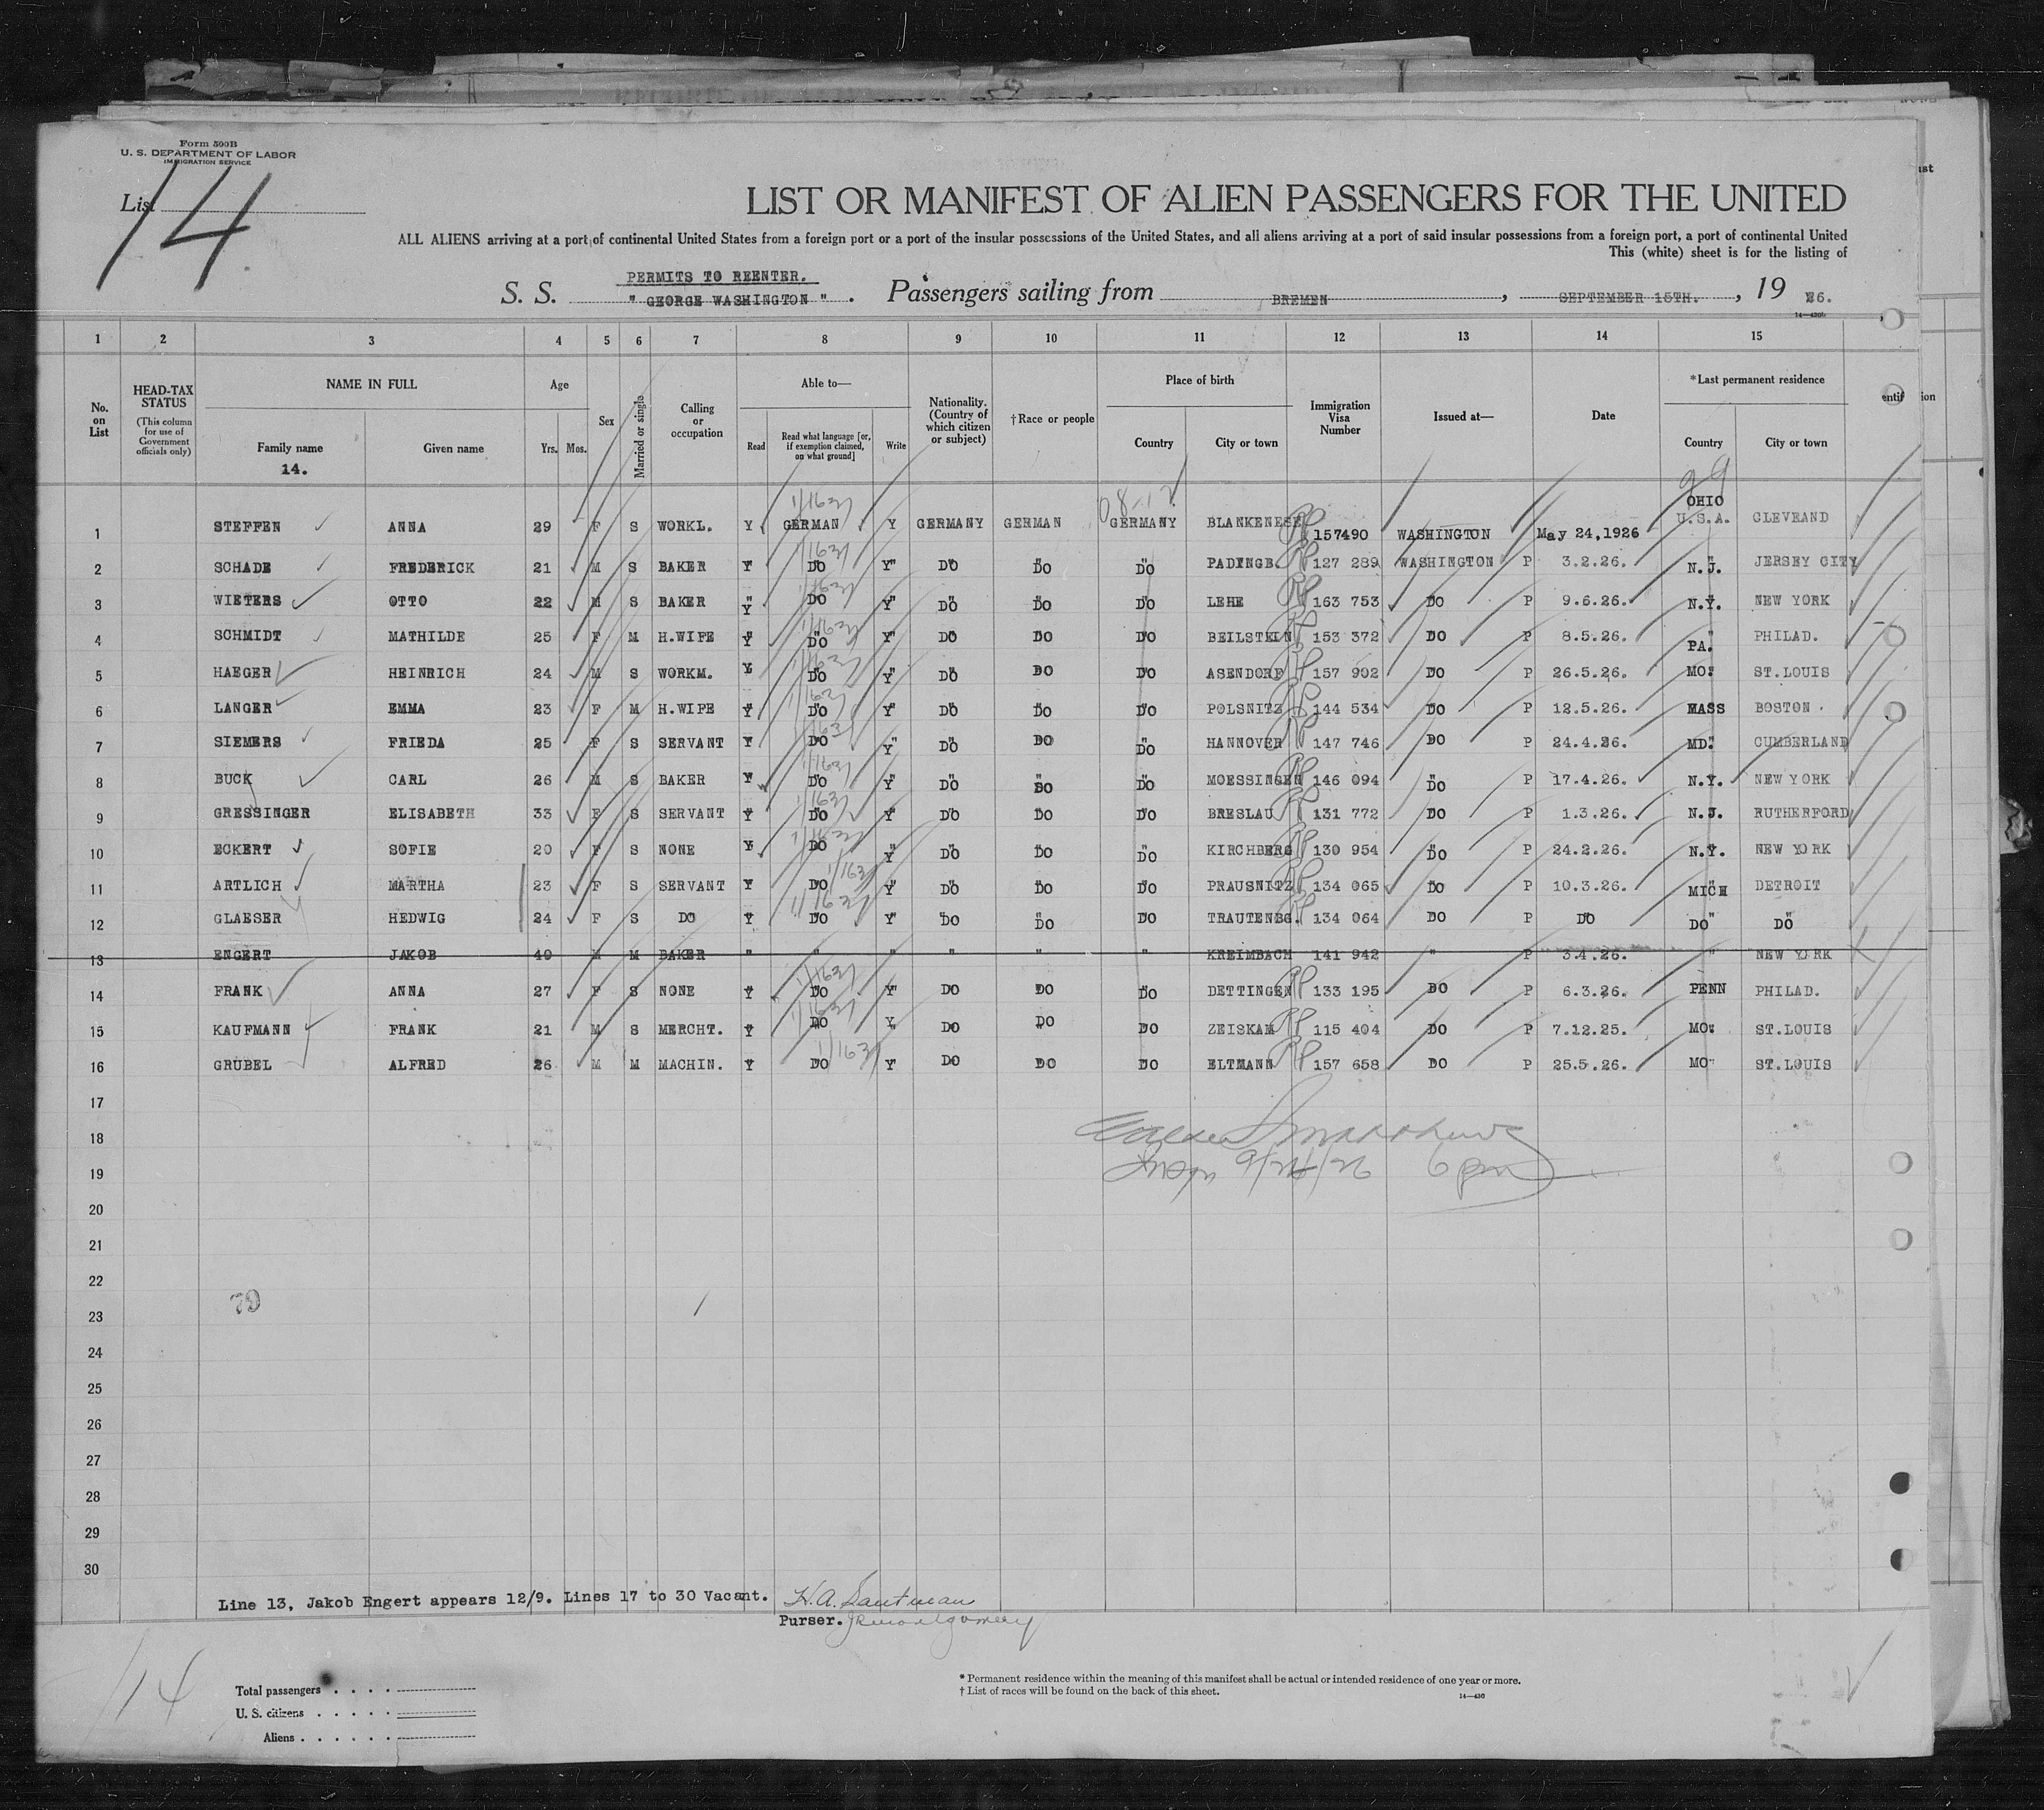 Form 500B
U. S. DEPARTMENT OF LABOR
IMMIGRATION SERVICE
List 14
LIST OR MANIFEST OF ALIEN PASSENGERS FOR THE UNITED
ALL ALIENS arriving at a port of continental United States from a foreign port or a port of the insular possessions of the United States, and all aliens arriving at a port of said insular possessions from a foreign port, a port of continental United
This (white) sheet is for the listing of
PERMITS TO REENTER.
S. S. " GEORGE WASHINGTON " . Passengers sailing from BREMEN , SEPTEMBER 15TH. , 19 26.
1 2 3 4 5 6 7 8 9 10 11 12 13 14 15
No. on List
HEAD-TAX STATUS (This column for use of Government officials only)
NAME IN FULL
Family name Given name
14.
Age Yrs. Mos.
Sex
Married or single
Calling or occupation
Able to—
Read Read what language [or, if exemption claimed, on what ground] Write
Nationality. (Country of which citizen or subject)
†Race or people
Place of birth
Country City or town
Immigration Visa Number
Issued at—
Date
*Last permanent residence
Country City or town
99
1 STEFFEN ANNA 29 F S WORKL. Y GERMAN Y GERMANY GERMAN GERMANY BLANKENESE 157490 WASHINGTON May 24,1926 OHIO U.S.A. CLEVEAND
2 SCHADE FREDERICK 21 M S BAKER Y DO Y" DO DO DO PADINGB. 127 289 WASHINGTON P 3.2.26. N.J. JERSEY CITY
3 WIETERS OTTO 22 M S BAKER Y DO Y" DO DO DO LEHE 163 753 DO P 9.6.26. N.Y. NEW YORK
4 SCHMIDT MATHILDE 25 F M H.WIFE Y DO Y" DO DO DO BEILSTEIN 153 372 DO P 8.5.26. PA. PHILAD.
5 HAEGER HEINRICH 24 M S WORKM. Y DO Y" DO DO DO ASENDORF 157 902 DO P 26.5.26. MO. ST.LOUIS
6 LANGER EMMA 23 F M H.WIFE Y DO Y" DO DO DO POLSNITZ 144 534 DO P 12.5.26. MASS BOSTON
7 SIEMERS FRIEDA 25 F S SERVANT Y DO Y" DO DO DO HANNOVER 147 746 DO P 24.4.26. MD. CUMBERLAND
8 BUCK CARL 26 M S BAKER Y DO Y" DO DO DO MOESSINGEN 146 094 DO P 17.4.26. N.Y. NEW YORK
9 GRESSINGER ELISABETH 33 F S SERVANT Y DO Y" DO DO DO BRESLAU 131 772 DO P 1.3.26. N.J. RUTHERFORD
10 ECKERT SOFIE 20 F S NONE Y DO Y" DO DO DO KIRCHBERG 130 954 DO P 24.2.26. N.Y. NEW YORK
11 ARTLICH MARTHA 23 F S SERVANT Y DO Y" DO DO DO PRAUSNITZ 134 065 DO P 10.3.26. MICH DETROIT
12 GLAESER HEDWIG 24 F S DO Y DO Y" DO DO DO TRAUTENBG. 134 064 DO P DO DO DO
13 ENGERT JAKOB 40 M M BAKER " " " " " " KREIMBACH 141 942 " P 3.4.26. " NEW YORK
14 FRANK ANNA 27 F S NONE Y DO Y" DO DO DO DETTINGEN 133 195 DO P 6.3.26. PENN PHILAD.
15 KAUFMANN FRANK 21 M S MERCHT. Y DO Y DO DO DO ZEISKAM 115 404 DO P 7.12.25. MO. ST.LOUIS
16 GRUBEL ALFRED 26 M M MACHIN. Y DO Y" DO DO DO ELTMANN 157 658 DO P 25.5.26. MO ST.LOUIS
17
18
19
9/24/26 6 pm
20
21
22
23
79
24
25
26
27
28
29
30
Line 13, Jakob Engert appears 12/9. Lines 17 to 30 Vacant. H.A.
Purser.
14
Total passengers
U. S. citizens
Aliens
* Permanent residence within the meaning of this manifest shall be actual or intended residence of one year or more.
† List of races will be found on the back of this sheet.
14—430